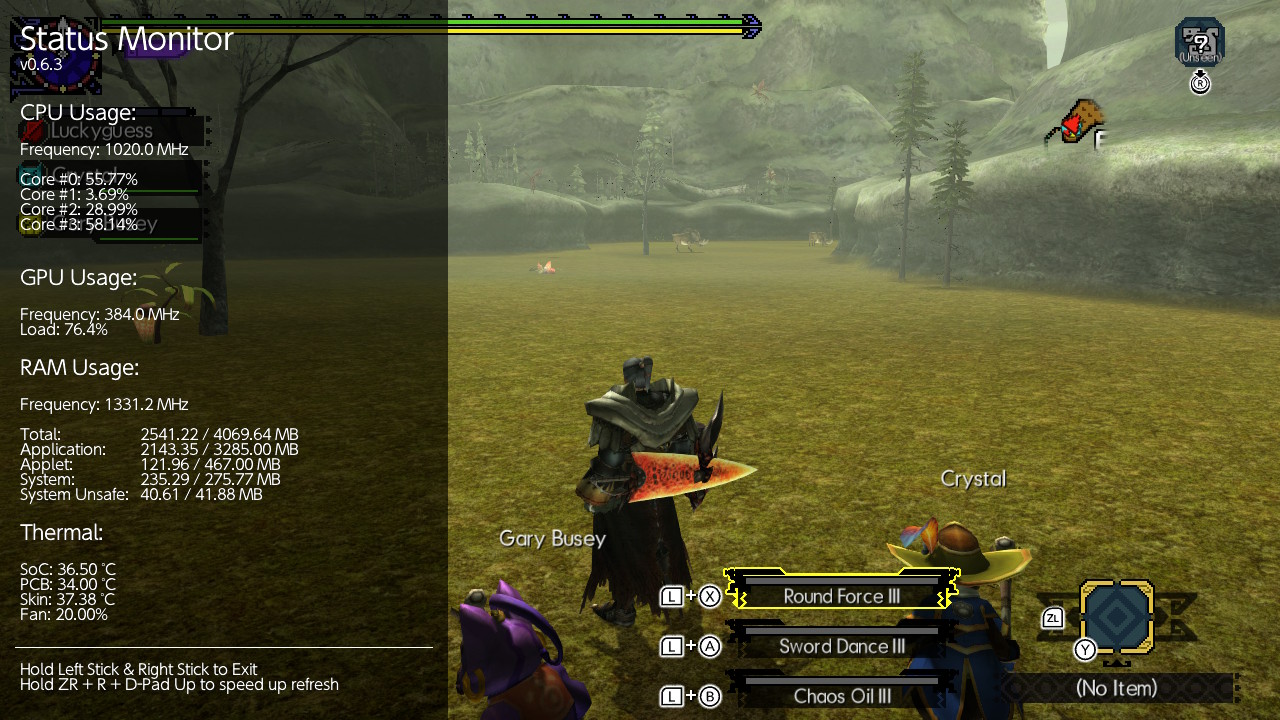 Status Monitor
v0.6.3
CPU Usage:
Luckyguess
Frequency: 1020.0 MHz
Core #0: 55.77%
Core #1: 3.69%
Core #2: 28.99%
Core #3: 58.14%
GPU Usage:
Frequency: 384.0 MHz
Load: 76.4%
RAM Usage:
Frequency: 1331.2 MHz
Total: 2541.22 / 4069.64 MB
Application: 2143.35 / 3285.00 MB
Applet: 121.96 / 467.00 MB
System: 235.29 / 275.77 MB
System Unsafe: 40.61 / 41.88 MB
Thermal:
SoC: 36.50 °C
PCB: 34.00 °C
Skin: 37.38 °C
Fan: 20.00%
Hold Left Stick & Right Stick to Exit
Hold ZR + R + D-Pad Up to speed up refresh
?
(Unseen)
R
E
Crystal
Gary Busey
L + X Round Force III
L + A Sword Dance III
L + B Chaos Oil III
ZL
Y
(No Item)